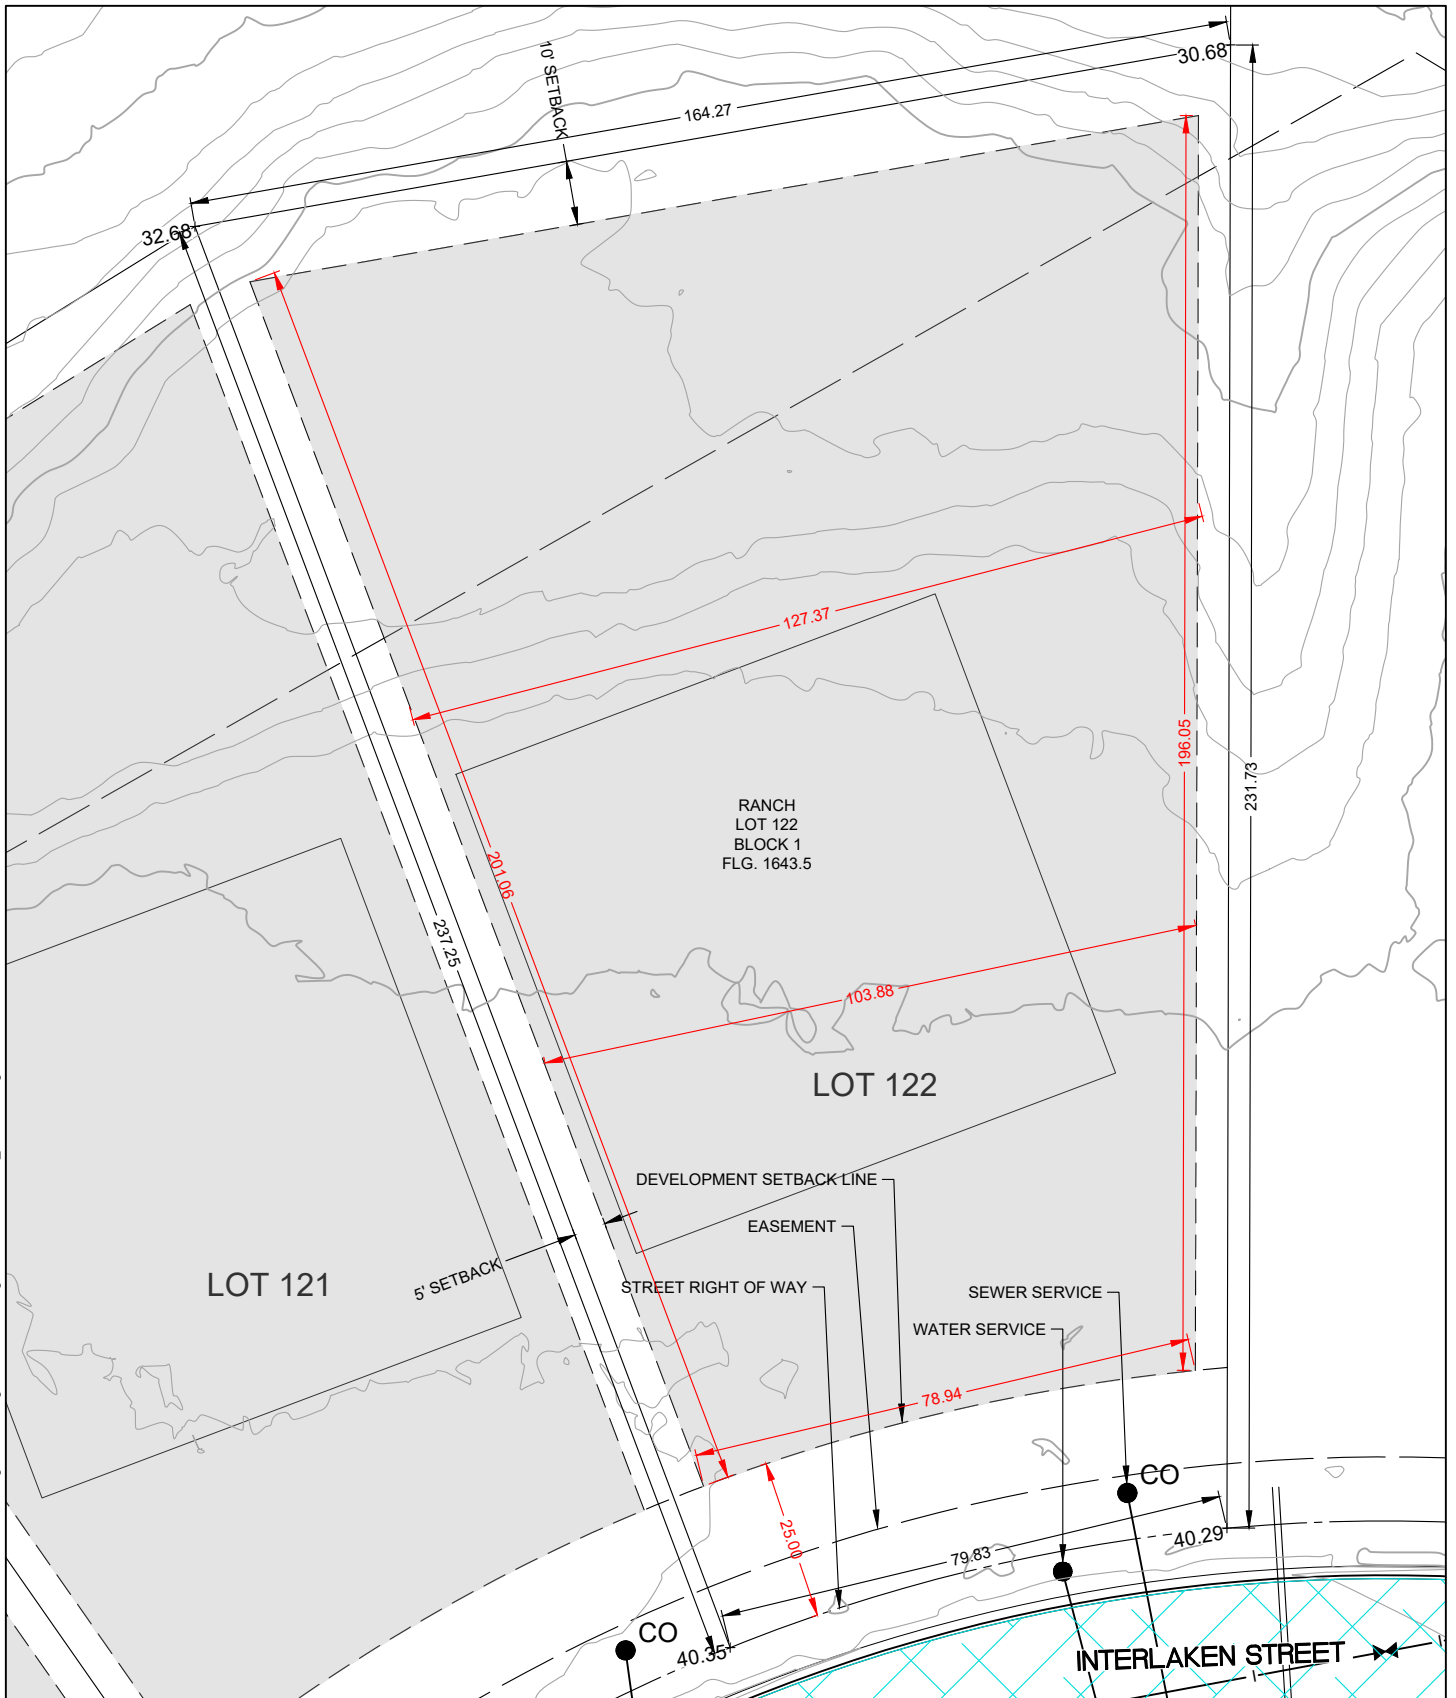 30.68
10' SETBACK
164.27
32.68
127.37
196.05
231.73
RANCH
LOT 122
BLOCK 1
FLG. 1643.5
201.06
237.25
103.88
LOT 122
DEVELOPMENT SETBACK LINE
EASEMENT
5' SETBACK
LOT 121
STREET RIGHT OF WAY
SEWER SERVICE
WATER SERVICE
78.94
CO
25.00
79.83
40.29
CO
40.35
INTERLAKEN STREET